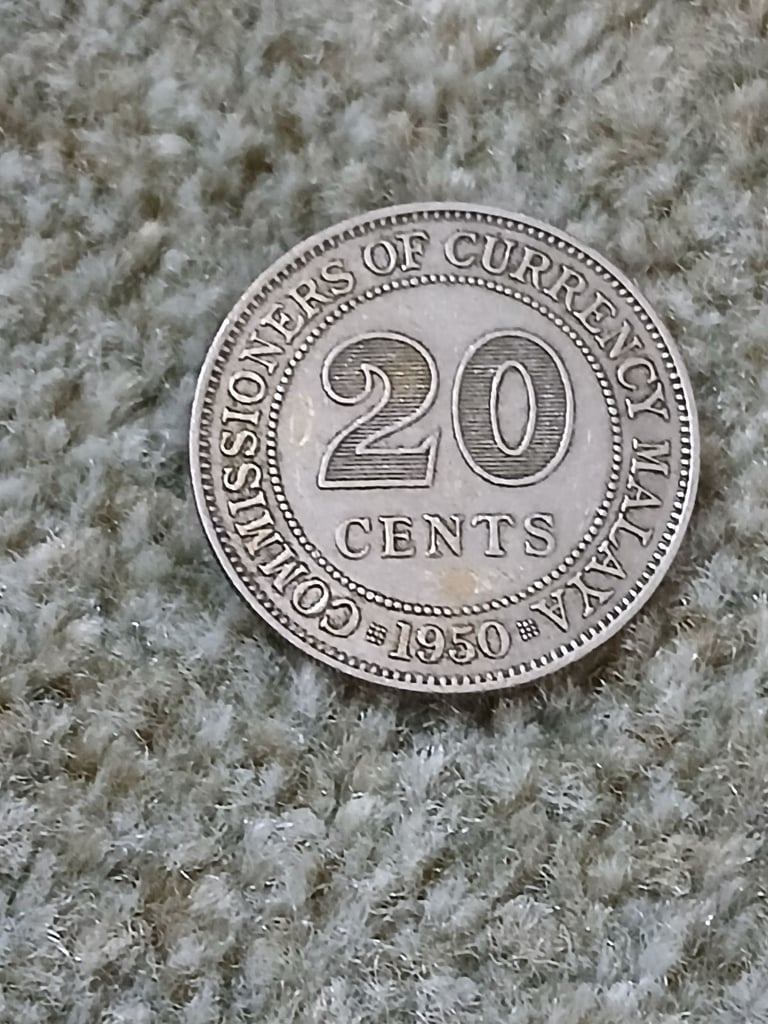 COMMISSIONERS OF CURRENCY MALAYA
20
CENTS
1950